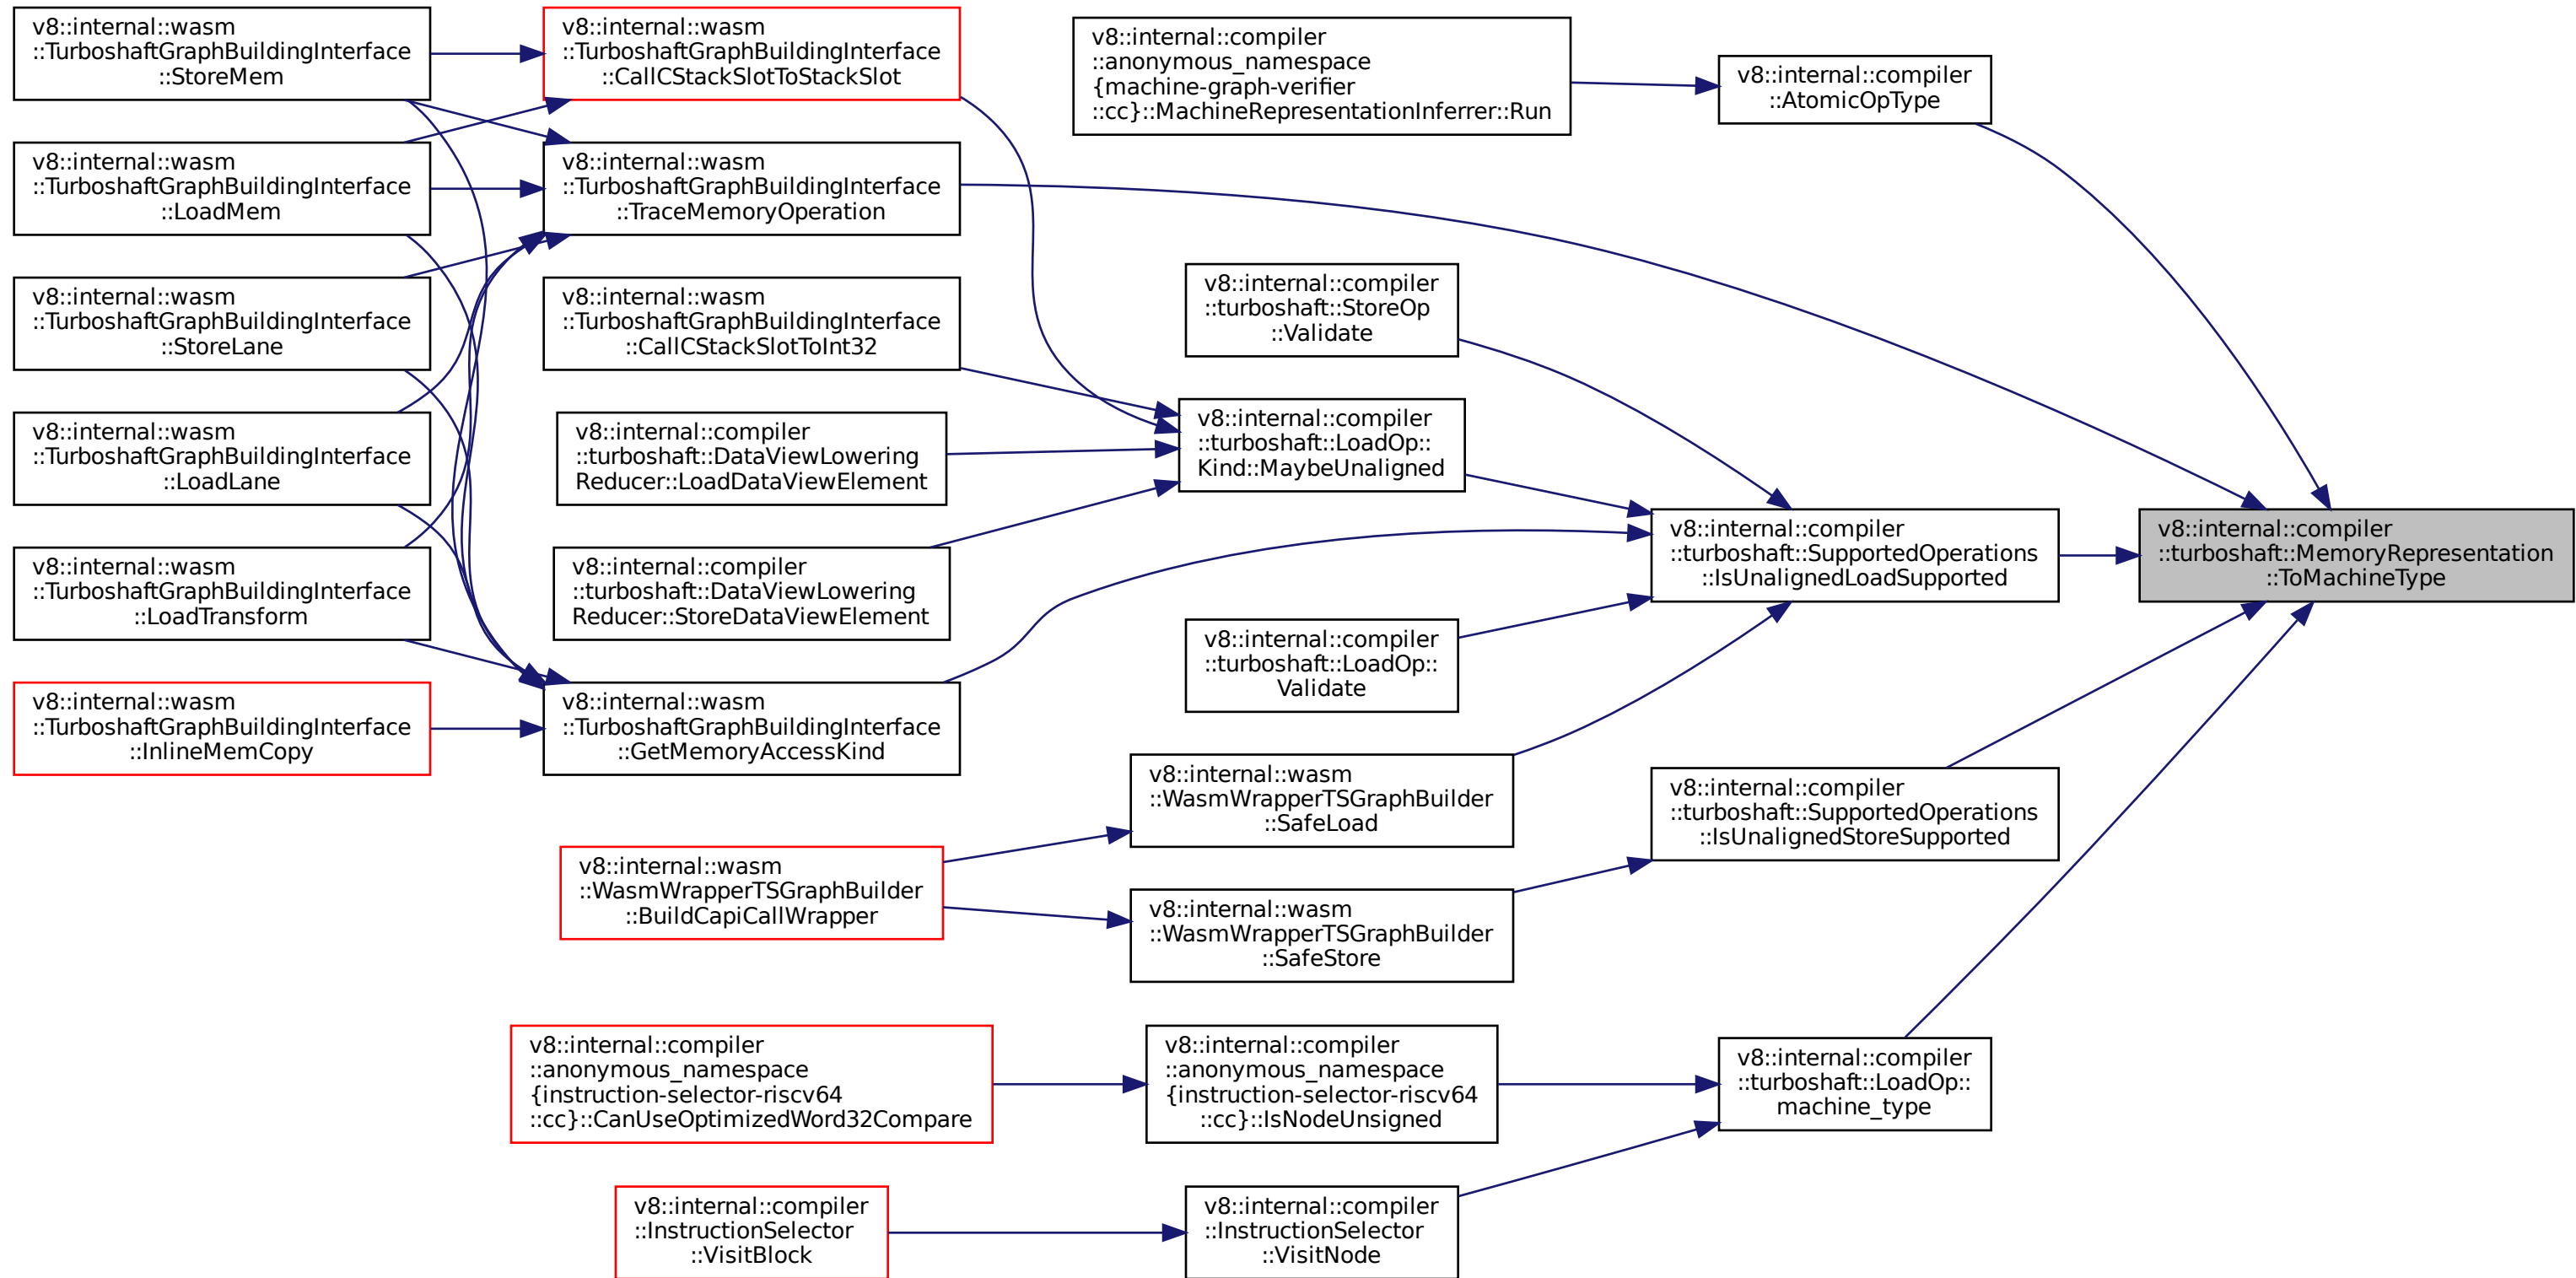 v8::internal::wasm
::TurboshaftGraphBuildingInterface
::StoreMem
v8::internal::wasm
::TurboshaftGraphBuildingInterface
::LoadMem
v8::internal::wasm
::TurboshaftGraphBuildingInterface
::StoreLane
v8::internal::wasm
::TurboshaftGraphBuildingInterface
::LoadLane
v8::internal::wasm
::TurboshaftGraphBuildingInterface
::LoadTransform
v8::internal::wasm
::TurboshaftGraphBuildingInterface
::InlineMemCopy
v8::internal::wasm
::TurboshaftGraphBuildingInterface
::CallCStackSlotToStackSlot
v8::internal::wasm
::TurboshaftGraphBuildingInterface
::TraceMemoryOperation
v8::internal::wasm
::TurboshaftGraphBuildingInterface
::CallCStackSlotToInt32
v8::internal::compiler
::turboshaft::DataViewLowering
Reducer::LoadDataViewElement
v8::internal::compiler
::turboshaft::DataViewLowering
Reducer::StoreDataViewElement
v8::internal::wasm
::TurboshaftGraphBuildingInterface
::GetMemoryAccessKind
v8::internal::wasm
::WasmWrapperTSGraphBuilder
::BuildCapiCallWrapper
v8::internal::compiler
::anonymous_namespace
{instruction-selector-riscv64
::cc}::CanUseOptimizedWord32Compare
v8::internal::compiler
::InstructionSelector
::VisitBlock
v8::internal::compiler
::anonymous_namespace
{machine-graph-verifier
::cc}::MachineRepresentationInferrer::Run
v8::internal::compiler
::turboshaft::StoreOp
::Validate
v8::internal::compiler
::turboshaft::LoadOp::
Kind::MaybeUnaligned
v8::internal::compiler
::turboshaft::LoadOp::
Validate
v8::internal::wasm
::WasmWrapperTSGraphBuilder
::SafeLoad
v8::internal::wasm
::WasmWrapperTSGraphBuilder
::SafeStore
v8::internal::compiler
::anonymous_namespace
{instruction-selector-riscv64
::cc}::IsNodeUnsigned
v8::internal::compiler
::InstructionSelector
::VisitNode
v8::internal::compiler
::AtomicOpType
v8::internal::compiler
::turboshaft::SupportedOperations
::IsUnalignedLoadSupported
v8::internal::compiler
::turboshaft::SupportedOperations
::IsUnalignedStoreSupported
v8::internal::compiler
::turboshaft::LoadOp::
machine_type
v8::internal::compiler
::turboshaft::MemoryRepresentation
::ToMachineType